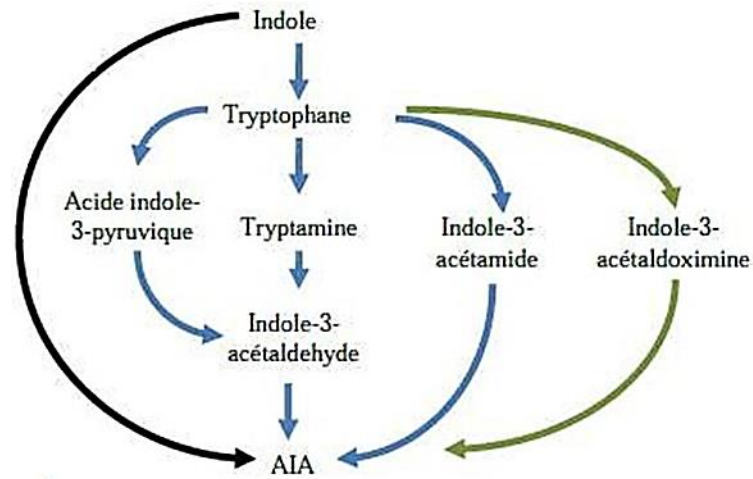 Indole
Tryptophane
Acide indole-
3-pyruvique
Tryptamine
Indole-3-
acétamide
Indole-3-
acétaldoximine
Indole-3-
acétaldehyde
AIA